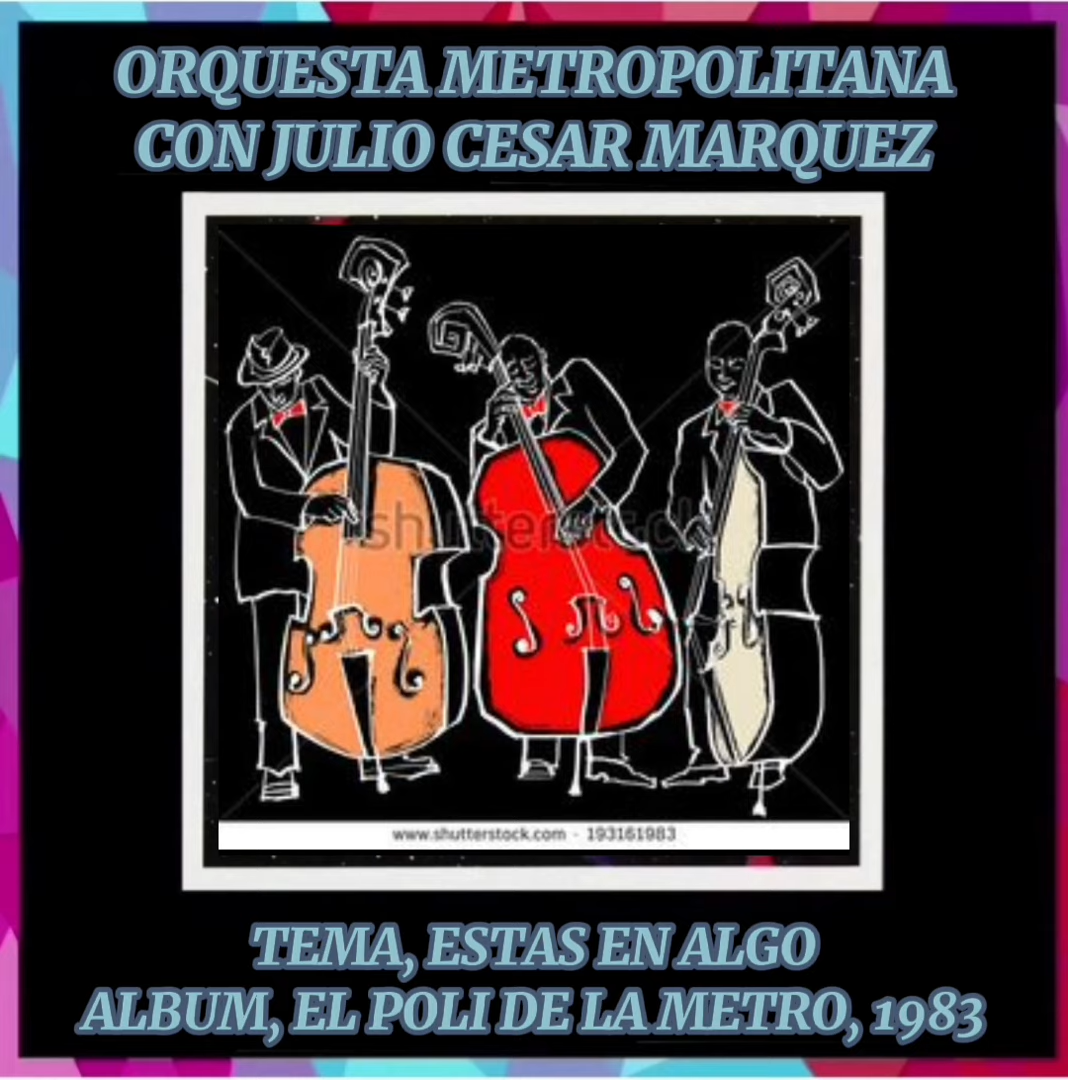 ORQUESTA METROPOLITANA
CON JULIO CESAR MARQUEZ
shutterstock
www.shutterstock.com · 193161983
TEMA, ESTAS EN ALGO
ALBUM, EL POLI DE LA METRO, 1983